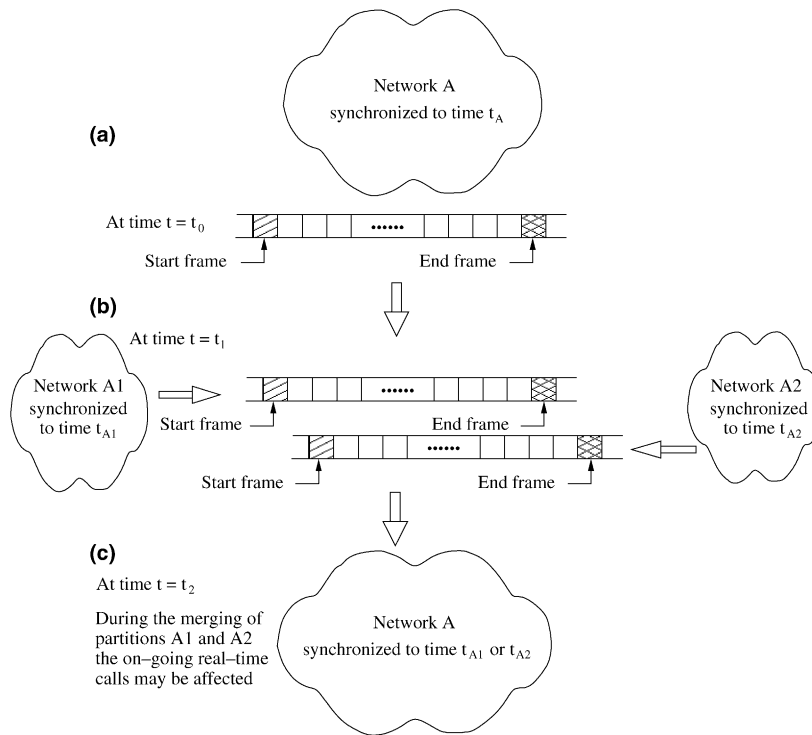 Network A
synchronized to time tA
(a)
At time t = t0
......
Start frame
End frame
(b)
At time t = t1
Network A1
synchronized
to time tA1
......
Start frame
End frame
Network A2
synchronized
to time tA2
......
Start frame
End frame
(c)
At time t = t2
During the merging of
partitions A1 and A2
the on–going real–time
calls may be affected
Network A
synchronized to time tA1 or tA2